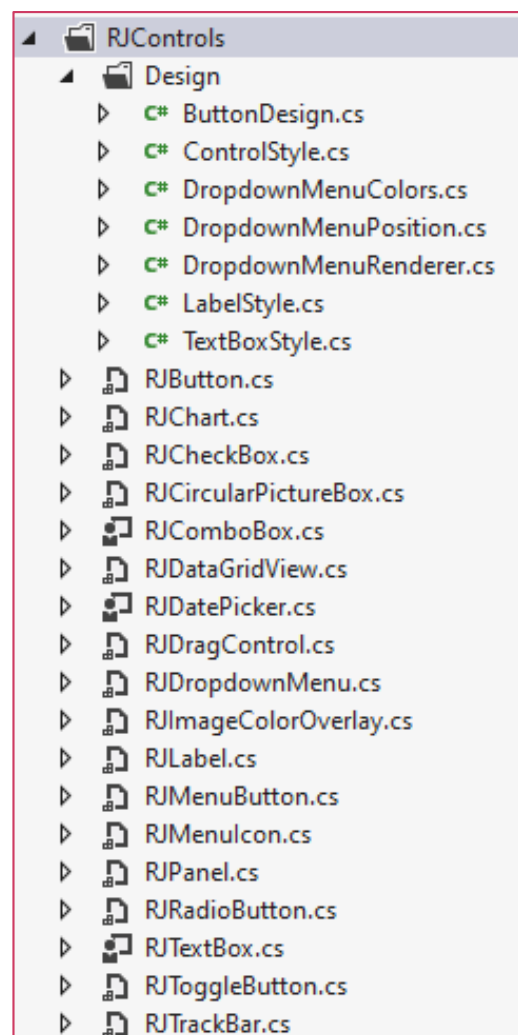 RJControls
Design
C# ButtonDesign.cs
C# ControlStyle.cs
C# DropdownMenuColors.cs
C# DropdownMenuPosition.cs
C# DropdownMenuRenderer.cs
C# LabelStyle.cs
C# TextBoxStyle.cs
RJButton.cs
RJChart.cs
RJCheckBox.cs
RJCircularPictureBox.cs
RJComboBox.cs
RJDataGridView.cs
RJDatePicker.cs
RJDragControl.cs
RJDropdownMenu.cs
RJImageColorOverlay.cs
RJLabel.cs
RJMenuButton.cs
RJMenuIcon.cs
RJPanel.cs
RJRadioButton.cs
RJTextBox.cs
RJToggleButton.cs
RJTrackBar.cs